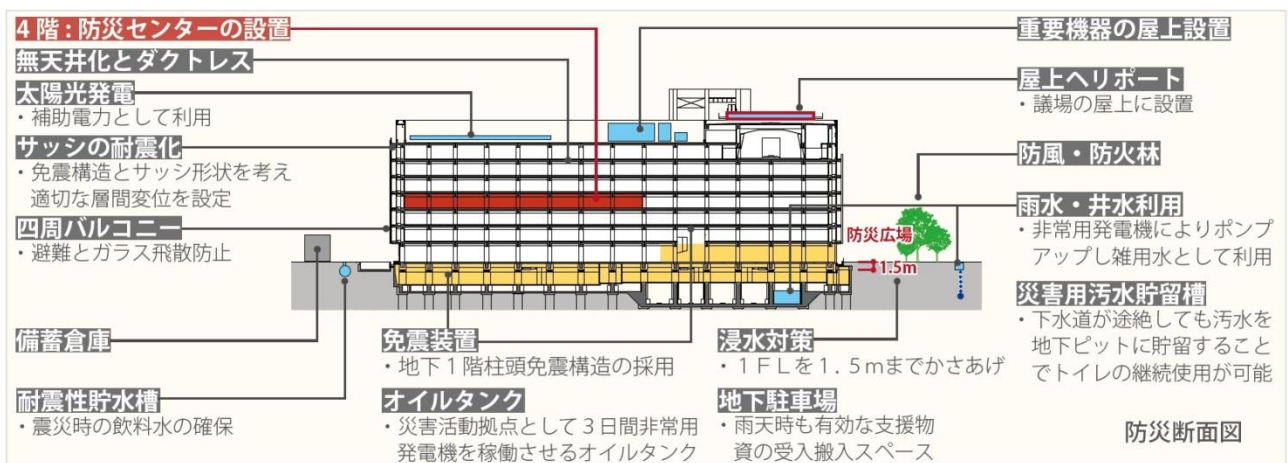 4階：防災センターの設置
無天井化とダクトレス
太陽光発電
・補助電力として利用
サッシの耐震化
・免震構造とサッシ形状を考え
適切な層間変位を設定
四周バルコニー
・避難とガラス飛散防止
備蓄倉庫
耐震性貯水槽
・震災時の飲料水の確保
免震装置
・地下1階柱頭免震構造の採用
オイルタンク
・災害活動拠点として3日間非常用
発電機を稼働させるオイルタンク
浸水対策
・1FLを1.5mまでかさあげ
地下駐車場
・雨天時も有効な支援物
資の受入搬入スペース
防災広場
1.5m
重要機器の屋上設置
屋上ヘリポート
・議場の屋上に設置
防風・防火林
雨水・井水利用
・非常用発電機によりポンプ
アップし雑用水として利用
災害用汚水貯留槽
・下水道が途絶しても汚水を
地下ピットに貯留すること
でトイレの継続使用が可能
防災断面図